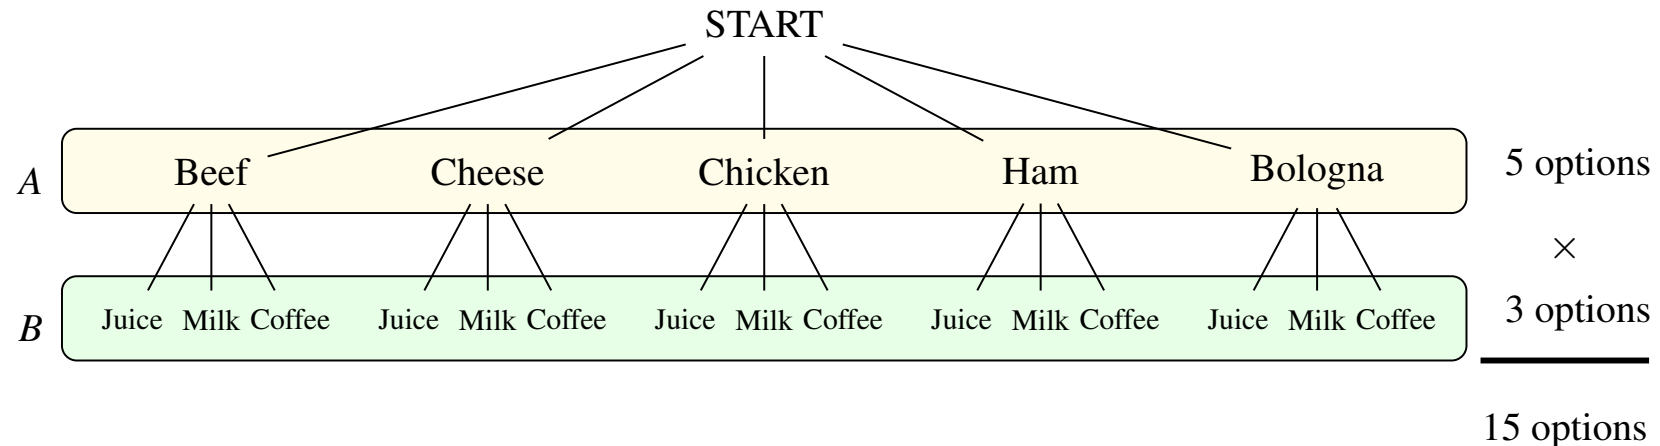 START
A Beef Cheese Chicken Ham Bologna 5 options
×
B Juice Milk Coffee Juice Milk Coffee Juice Milk Coffee Juice Milk Coffee Juice Milk Coffee 3 options
15 options